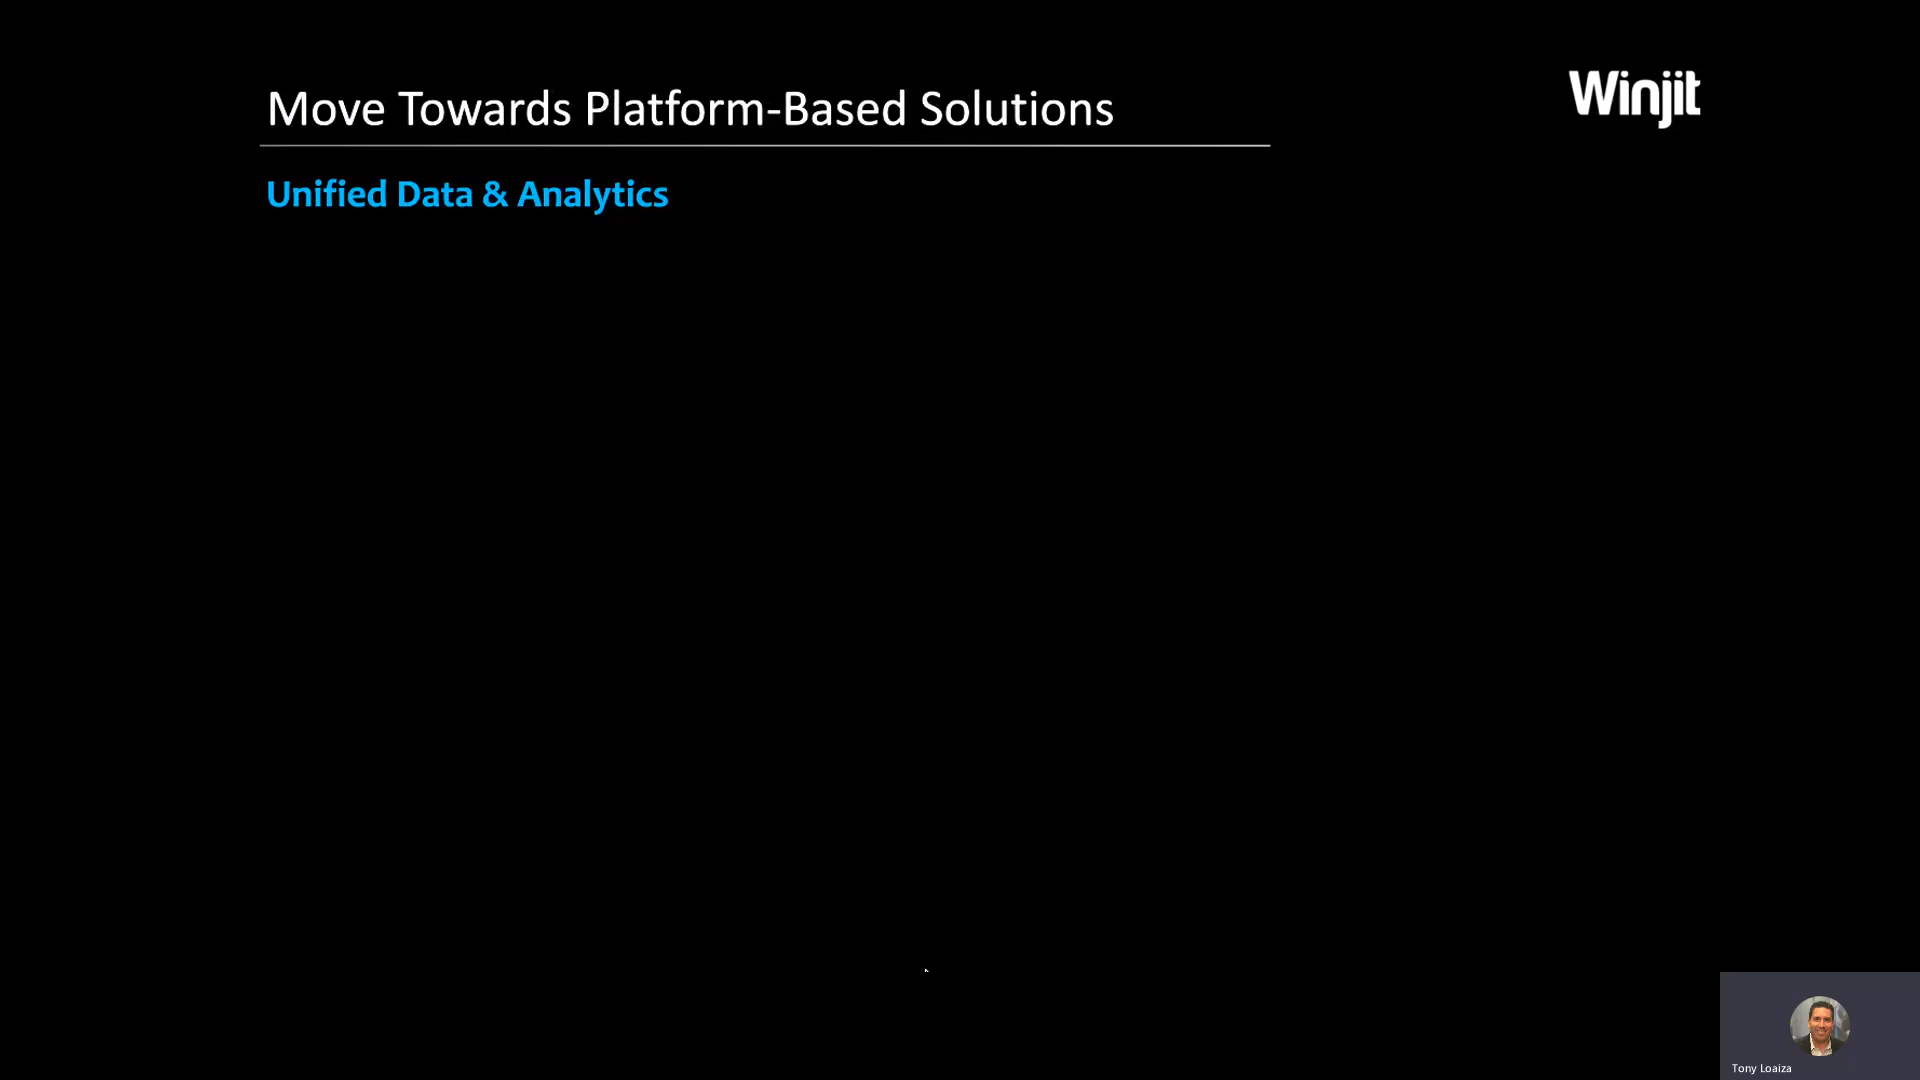 Move Towards Platform-Based Solutions
Winjit
Unified Data & Analytics
Tony Loaiza